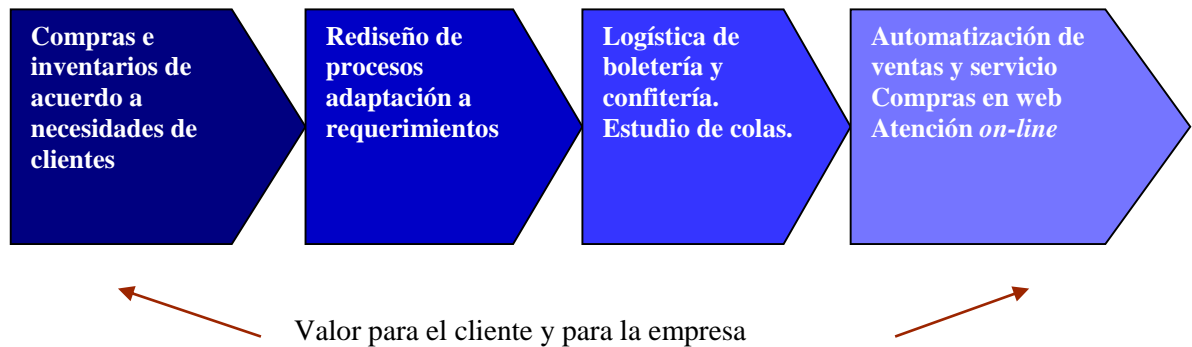 Compras e
inventarios de
acuerdo a
necesidades de
clientes
Rediseño de
procesos
adaptación a
requerimientos
Logística de
boletería y
confitería.
Estudio de colas.
Automatización de
ventas y servicio
Compras en web
Atención on-line
Valor para el cliente y para la empresa